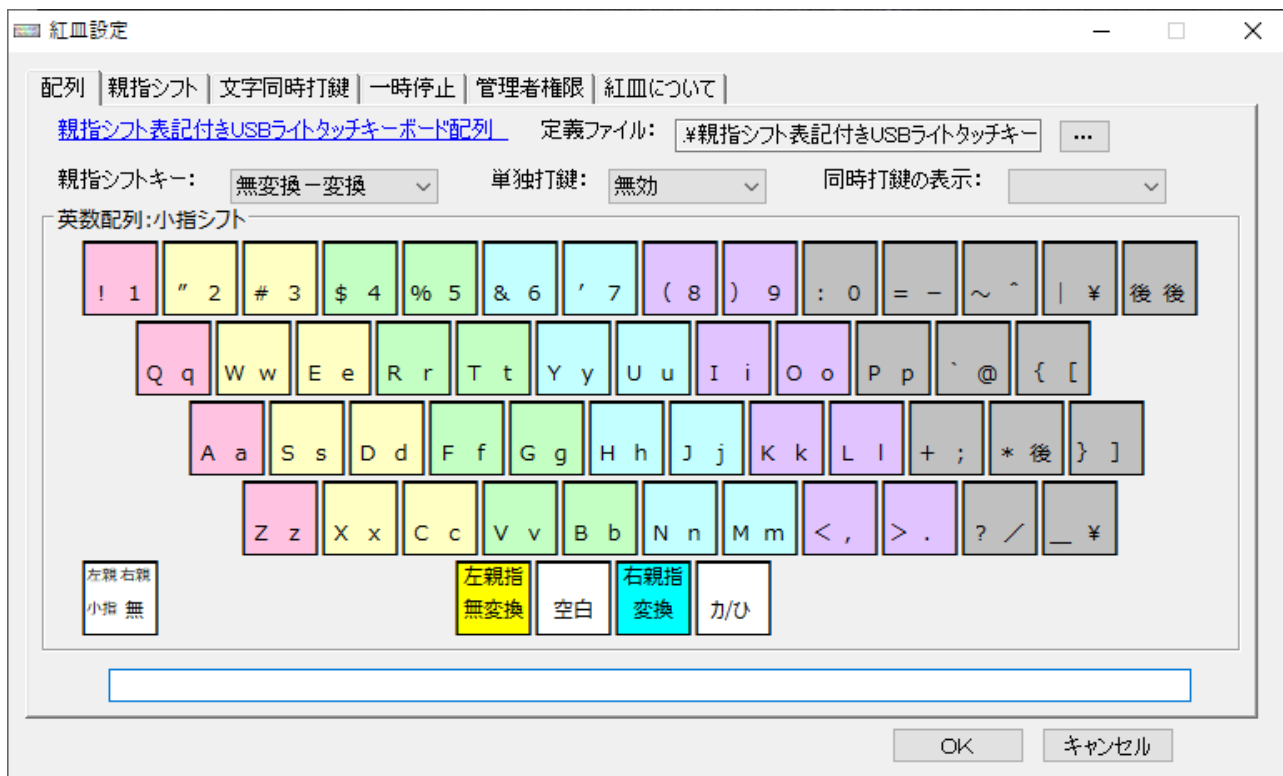 紅皿設定
配列 親指シフト 文字同時打鍵 一時停止 管理者権限 紅皿について
親指シフト表記付きUSBライトタッチキーボード配列 定義ファイル: .¥親指シフト表記付きUSBライトタッチキー ...
親指シフトキー: 無変換－変換 単独打鍵: 無効 同時打鍵の表示:
英数配列:小指シフト
! 1 ″ 2 # 3 $ 4 % 5 & 6 ′ 7 ( 8 ) 9 : 0 = － ～ ＾ | ¥ 後 後
Q q W w E e R r T t Y y U u I i O o P p ` @ { [
A a S s D d F f G g H h J j K k L l + ; * 後 } ]
Z z X x C c V v B b N n M m ＜ , ＞ . ? ／ ＿ ¥
左親 右親 左親指 右親指
小指 無 無変換 空白 変換 カ/ひ
OK キャンセル